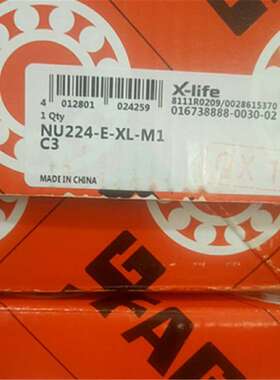 X-life
8111R0209/0028615370
016738888-0030-02
4 012801 024259
1 Qty
NU224-E-XL-M1
C3
MADE IN CHINA
FAG